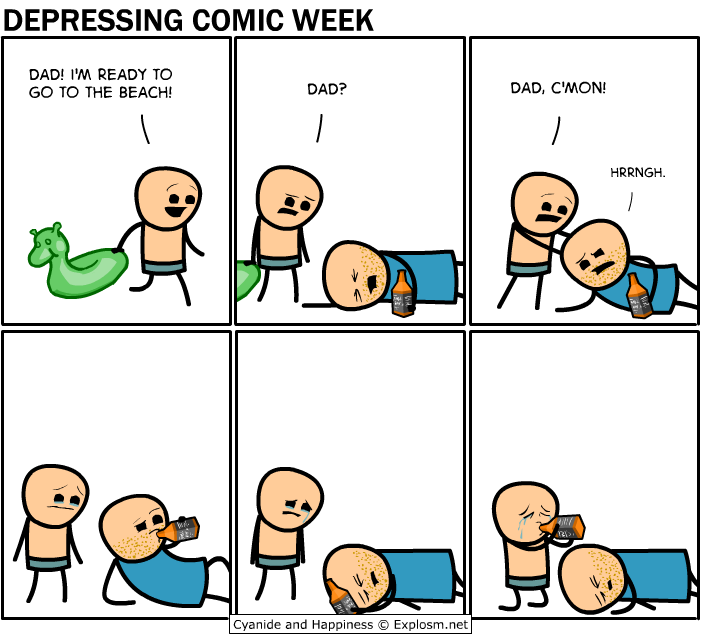 DEPRESSING COMIC WEEK
DAD! I'M READY TO
GO TO THE BEACH!
DAD?
DAD, C'MON!
HRRNGH.
Cyanide and Happiness © Explosm.net